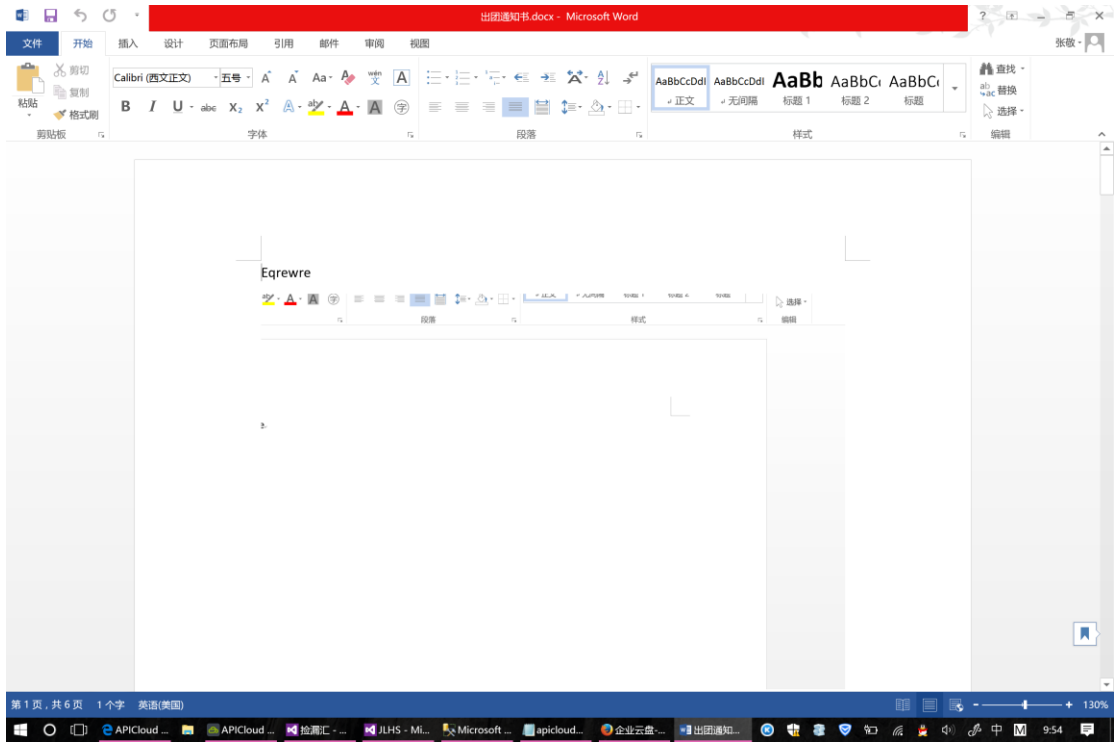 出团通知书.docx - Microsoft Word
文件 开始 插入 设计 页面布局 引用 邮件 审阅 视图 张敬
剪切
复制
粘贴
格式刷
剪贴板
Calibri (西文正文) 五号 A A Aa wén A
B I U abc X₂ X² A aby A A 字
字体
段落
AaBbCcDdI AaBbCcDdI AaBb AaBbC AaBbC
正文 无间隔 标题 1 标题 2 标题
样式
查找
替换
选择
编辑
Eqrewre
选择
段落 样式 编辑
e.
第 1 页，共 6 页 1 个字 英语(美国) 130%
APICloud ... APICloud ... 捡漏汇 - ... JLHS - Mi... Microsoft ... apicloud... 企业云盘-... 出团通知... 中 M 9:54